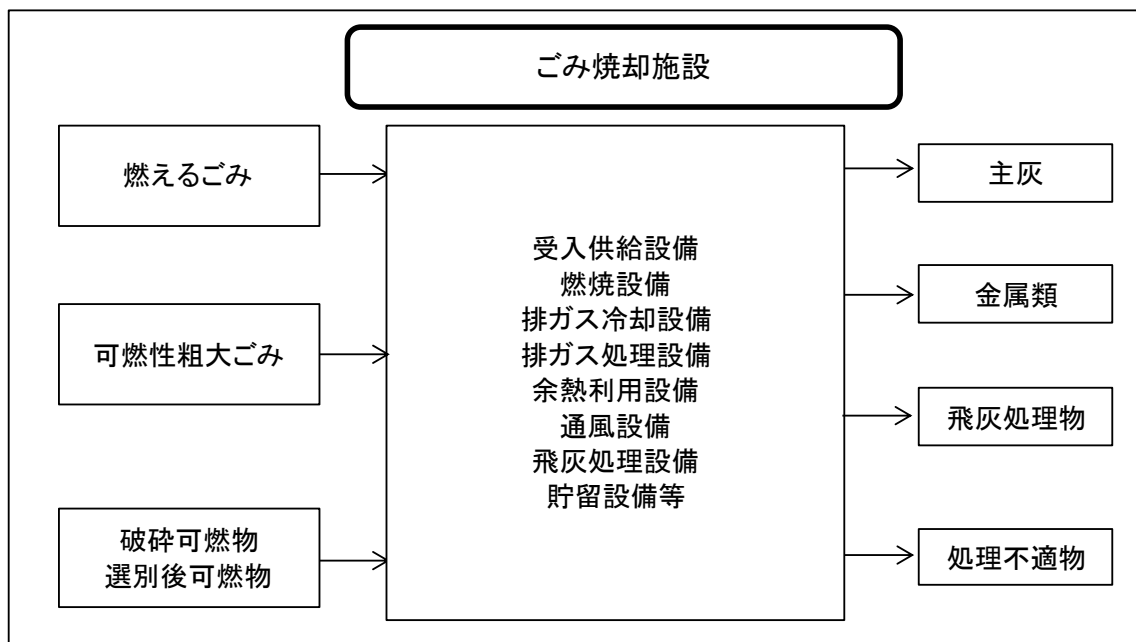 ごみ焼却施設
燃えるごみ
可燃性粗大ごみ
破砕可燃物
選別後可燃物
受入供給設備
燃焼設備
排ガス冷却設備
排ガス処理設備
余熱利用設備
通風設備
飛灰処理設備
貯留設備等
主灰
金属類
飛灰処理物
処理不適物